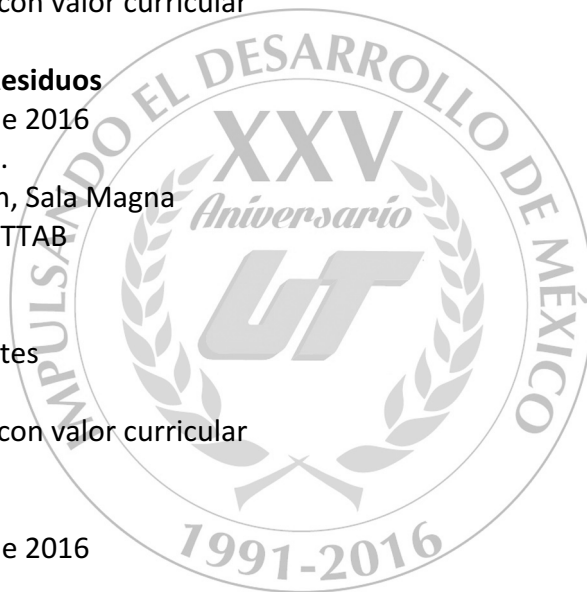 con valor curricular
esiduos
e 2016
.
n, Sala Magna
TTAB
tes
con valor curricular
e 2016
IMPULSANDO EL DESARROLLO DE MÉXICO
XXV
Aniversario
UT
1991-2016